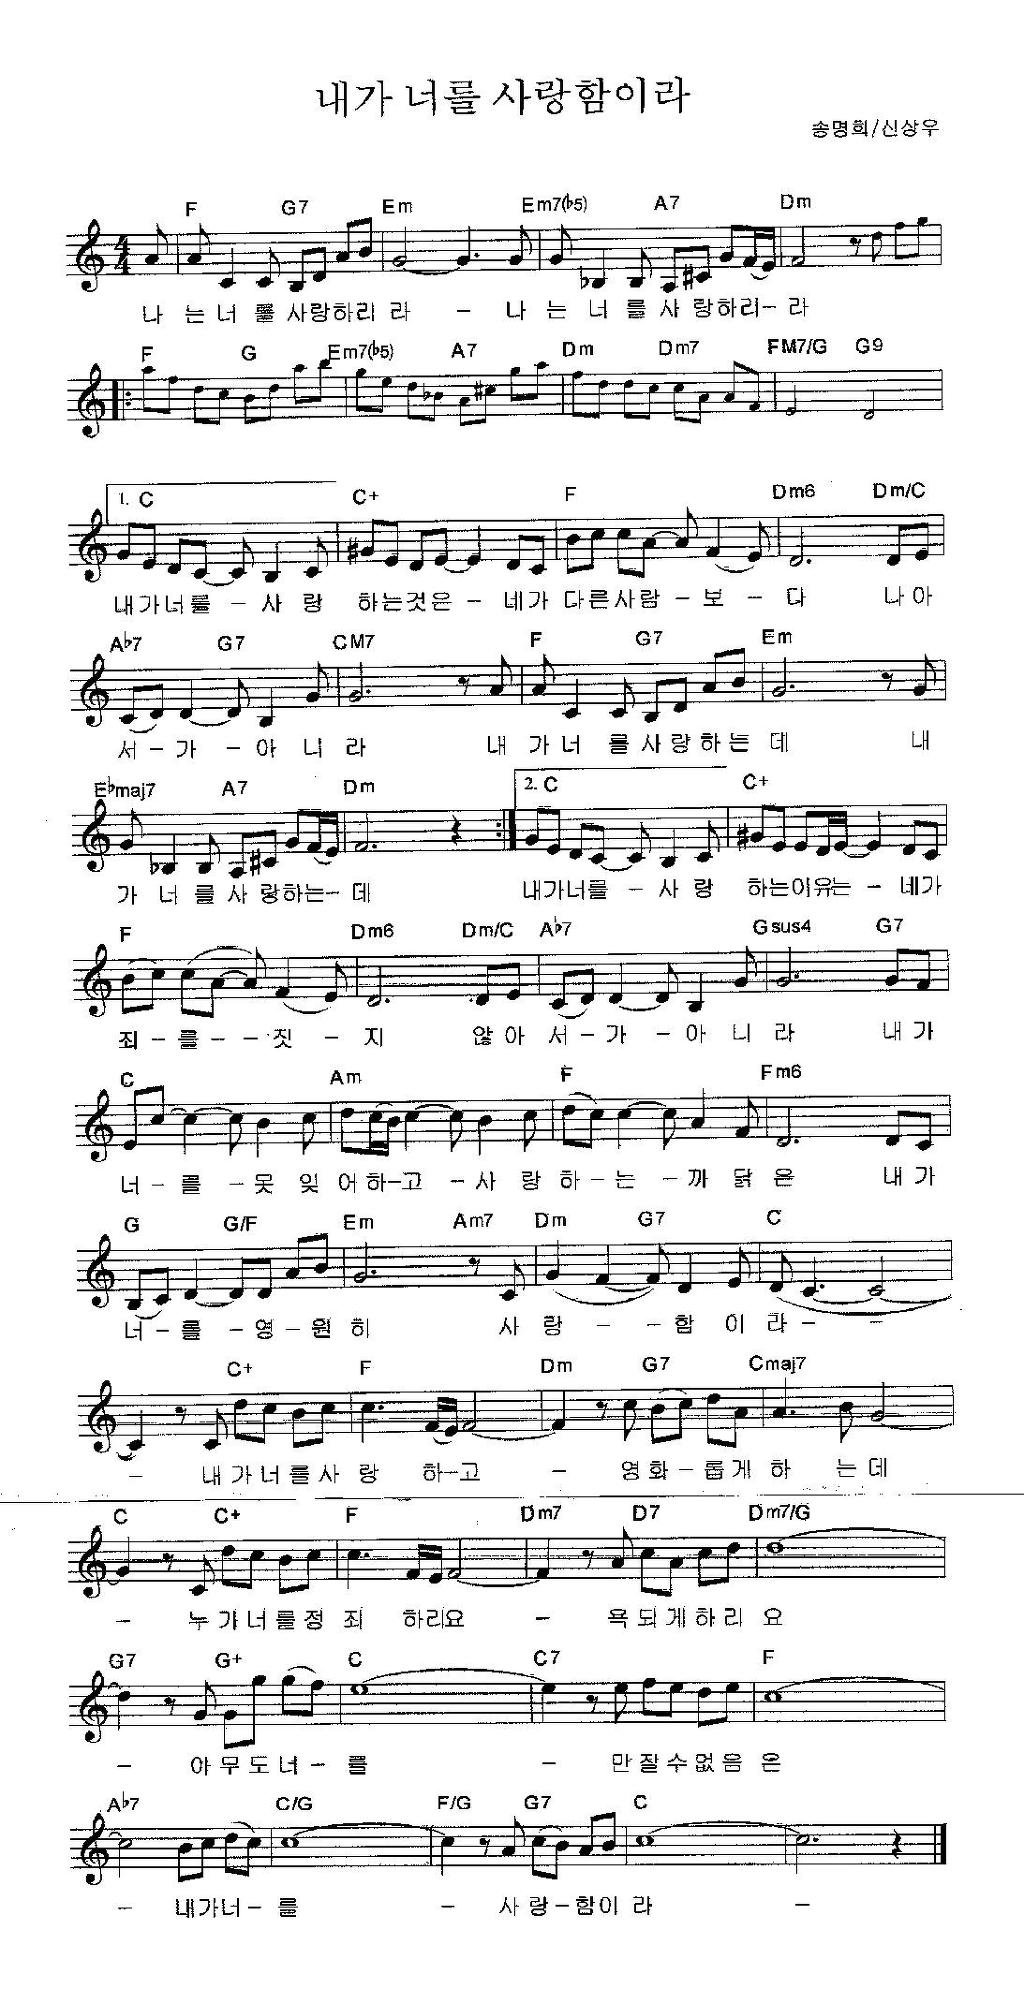 내가 너를 사랑함이라
송명희/신상우
F G7 Em Em7(♭5) A7 Dm
4
4
나 는 너 를 사랑하리 라 – 나 는 너 를 사 랑하리– 라
F G Em7(♭5) A7 Dm Dm7 FM7/G G9
1. C C+ F Dm6 Dm/C
내가너를 – 사 랑 하는것은 – 네가 다른사람 – 보 – 다 나아
A♭7 G7 CM7 F G7 Em
서 – 가 – 아 니 라 내 가 너 를 사 랑 하 는 데 내
E♭maj7 A7 Dm 2. C C+
가 너 를 사 랑하는– 데 내가너를 – 사 랑 하는이유는 – 네가
F Dm6 Dm/C A♭7 Gsus4 G7
죄 – 를 – – 짓 – 지 않아 서 – 가 – 아 니 라 내 가
C Am F Fm6
너 – 를 – 못 잊 어 하–고 – 사 랑 하 – 는 – 까 닭 은 내 가
G G/F Em Am7 Dm G7 C
너 – 를 – 영 – 원 히 사 랑 – – 함 이 라 – –
C+ F Dm G7 Cmaj7
– 내 가너 를 사 랑 하–고 – 영화 – 롭게 하 는데
C C+ F Dm7 D7 Dm7/G
– 누 가 너 를 정 죄 하리요 – 욕 되 게 하 리 요
G7 G+ C C7 F
– 아 무 도 너 – 를 – 만 질 수 없 음 은
A♭7 C/G F/G G7 C
– 내가너 – 를 – 사 랑 – 함이 라 –